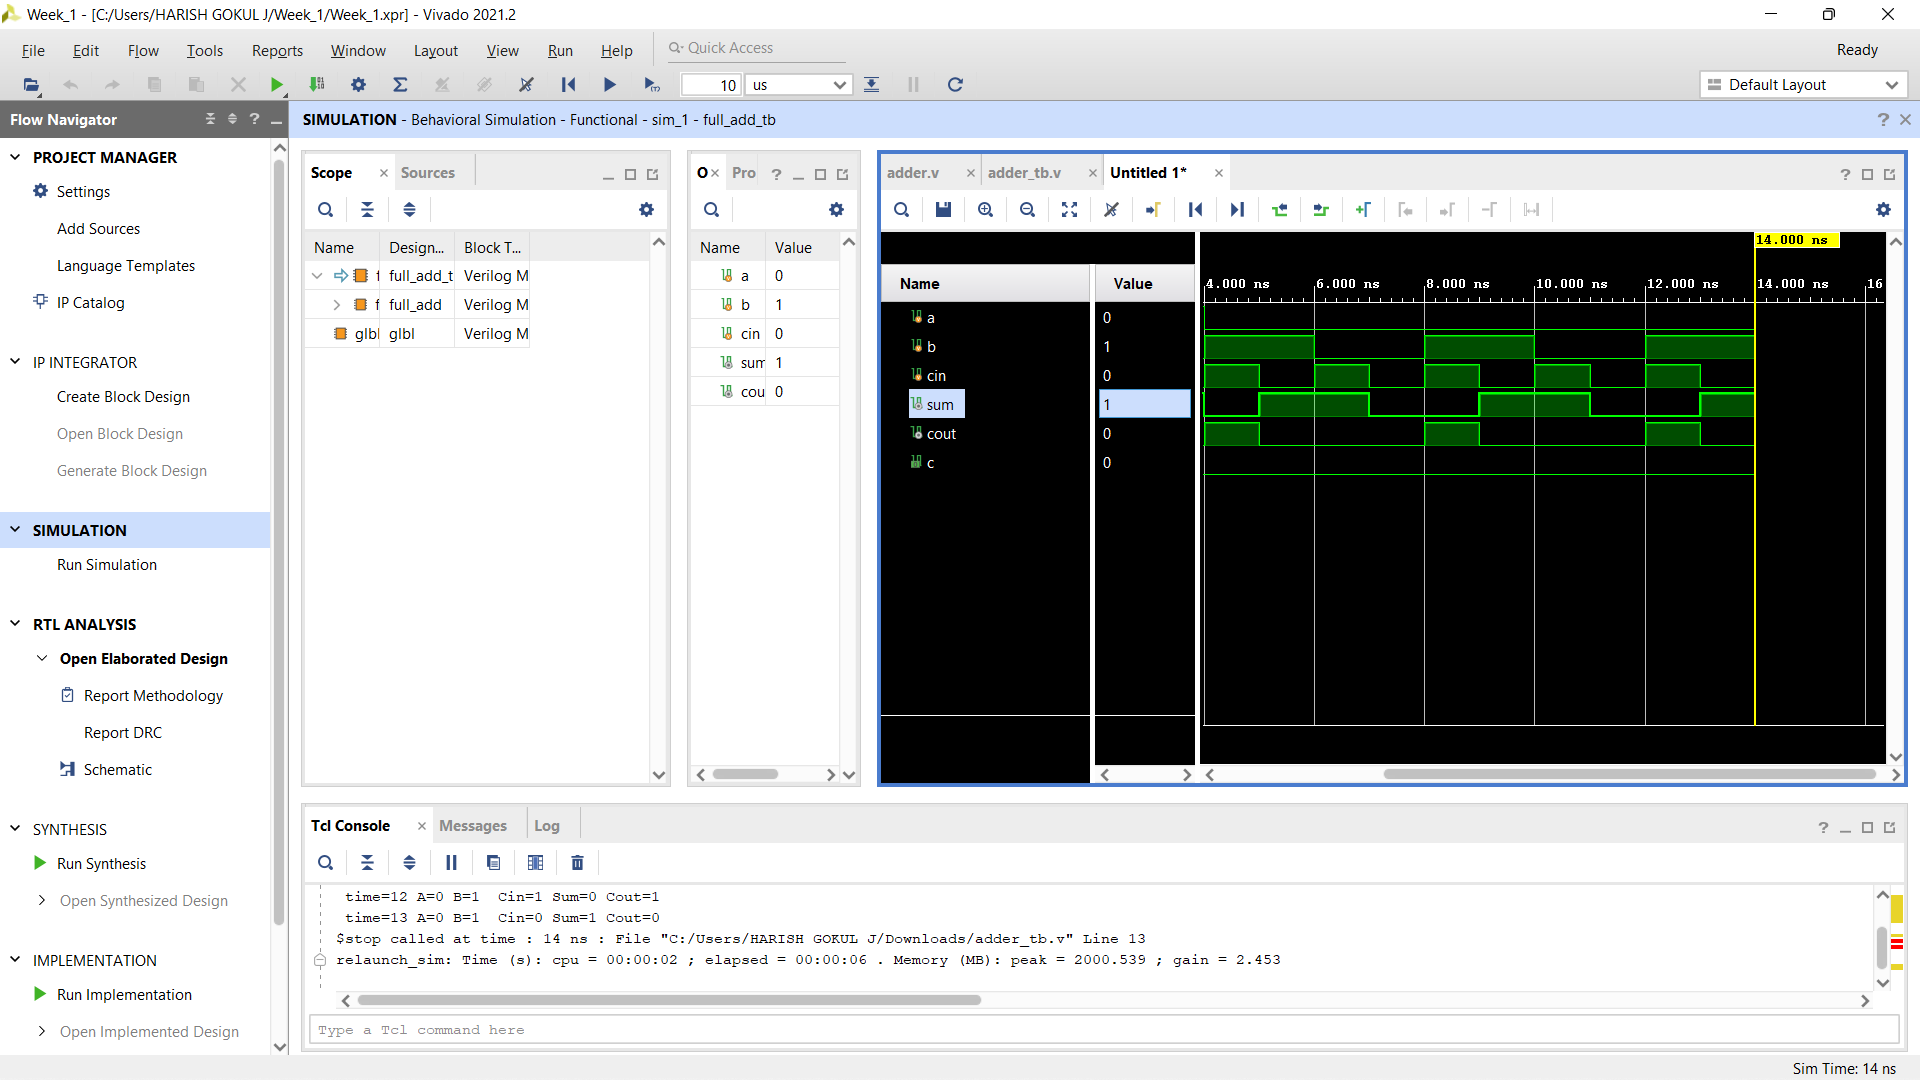 Week_1 - [C:/Users/HARISH GOKUL J/Week_1/Week_1.xpr] - Vivado 2021.2
File Edit Flow Tools Reports Window Layout View Run Help Quick Access
Ready
10 us
Default Layout
Flow Navigator
PROJECT MANAGER
Settings
Add Sources
Language Templates
IP Catalog
IP INTEGRATOR
Create Block Design
Open Block Design
Generate Block Design
SIMULATION
Run Simulation
RTL ANALYSIS
Open Elaborated Design
Report Methodology
Report DRC
Schematic
SYNTHESIS
Run Synthesis
Open Synthesized Design
IMPLEMENTATION
Run Implementation
Open Implemented Design
SIMULATION - Behavioral Simulation - Functional - sim_1 - full_add_tb
Scope Sources
Name Design... Block T...
f full_add_t Verilog M
f full_add Verilog M
glbl glbl Verilog M
O Pro
Name Value
a 0
b 1
cin 0
sum 1
cou 0
adder.v adder_tb.v Untitled 1*
14.000 ns
Name Value
4.000 ns 6.000 ns 8.000 ns 10.000 ns 12.000 ns 14.000 ns 16
a 0
b 1
cin 0
sum 1
cout 0
c 0
Tcl Console Messages Log
time=12 A=0 B=1 Cin=1 Sum=0 Cout=1
time=13 A=0 B=1 Cin=0 Sum=1 Cout=0
$stop called at time : 14 ns : File "C:/Users/HARISH GOKUL J/Downloads/adder_tb.v" Line 13
relaunch_sim: Time (s): cpu = 00:00:02 ; elapsed = 00:00:06 . Memory (MB): peak = 2000.539 ; gain = 2.453
Type a Tcl command here
Sim Time: 14 ns